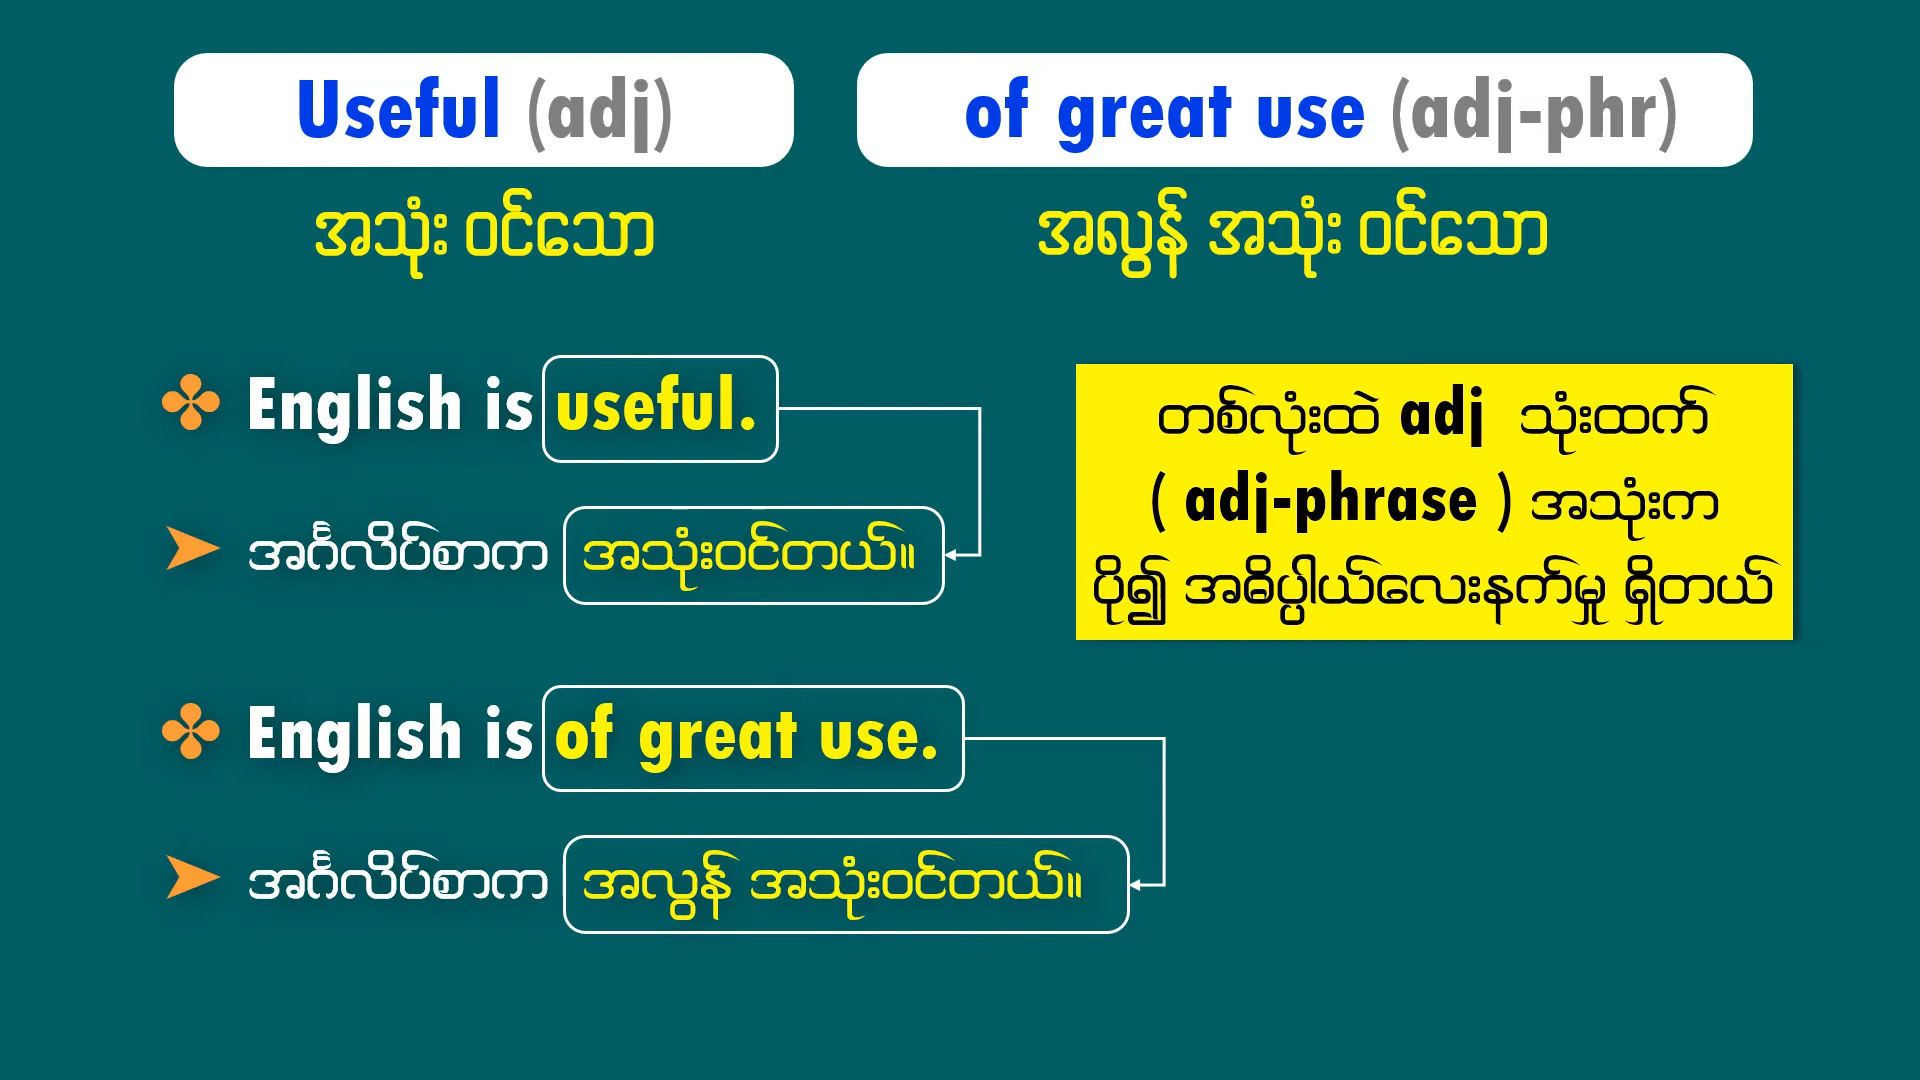 Useful (adj)
of great use (adj-phr)
အသုံး ဝင်သော
အလွန် အသုံး ဝင်သော
English is useful.
အင်္ဂလိပ်စာက အသုံးဝင်တယ်။
တစ်လုံးထဲ adj သုံးထက်
( adj-phrase ) အသုံးက
ပို၍ အဓိပ္ပါယ်လေးနက်မှု ရှိတယ်
English is of great use.
အင်္ဂလိပ်စာက အလွန် အသုံးဝင်တယ်။